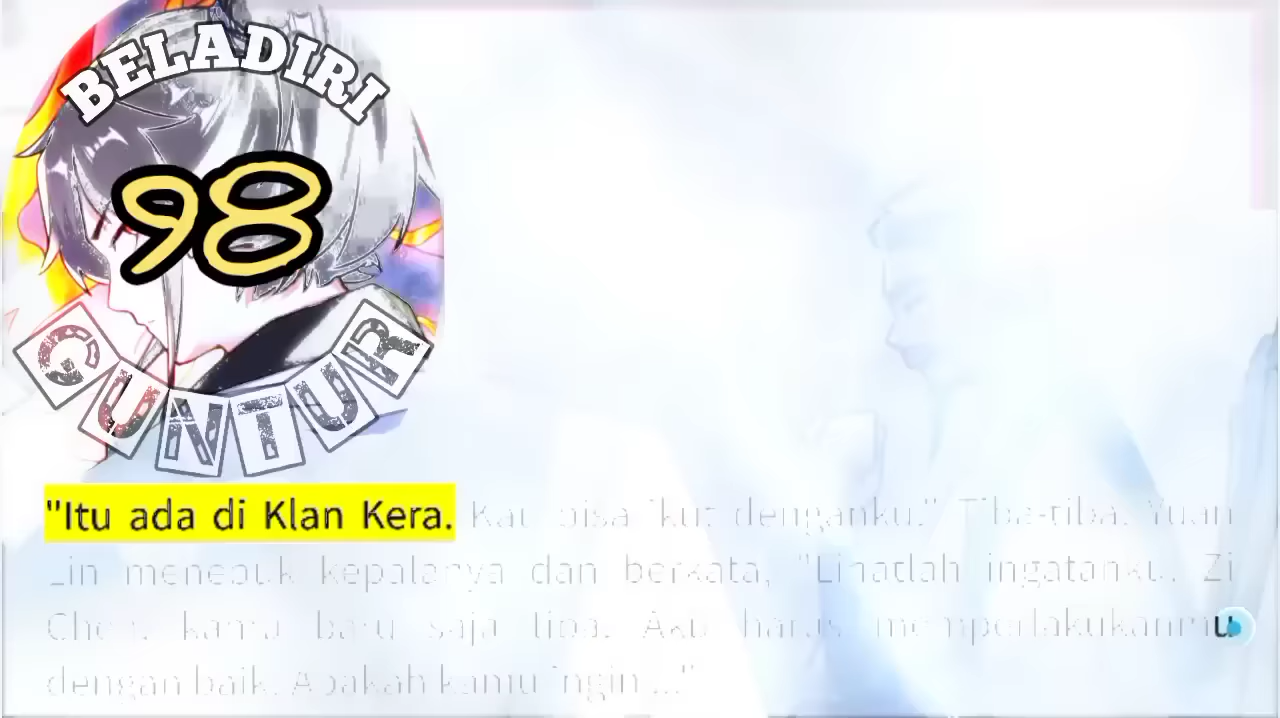 BELADIRI
98
GUNTUR
"Itu ada di Klan Kera. Kau bisa ikut denganku." Tiba-tiba. Yuan
Lin menepuk kepalanya dan berkata, "Lihatlah ingatanku. Zi
Chen, kamu baru saja tiba. Aku harus memperlakukanmu
dengan baik. Apakah kamu ingin ..."